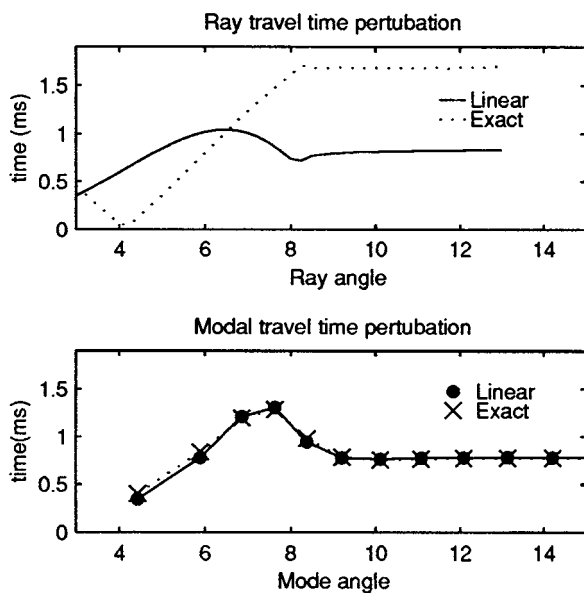 Ray travel time pertubation
1.5
1
0.5
0
time (ms)
Linear
Exact
4 6 8 10 12 14
Ray angle
Modal travel time pertubation
1.5
1
0.5
0
time(ms)
Linear
Exact
4 6 8 10 12 14
Mode angle